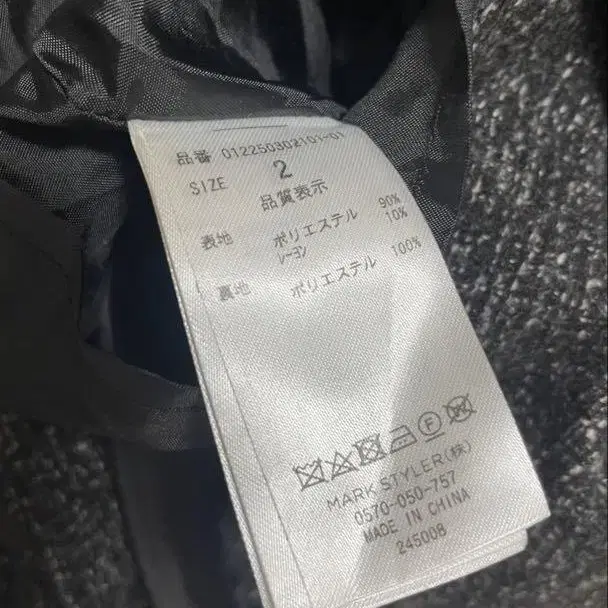 品番 012250302101-01
SIZE 2
品質表示
表地 ポリエステル 90%
レーヨン 10%
裏地 ポリエステル 100%
MARK STYLER(株)
0570-050-757
MADE IN CHINA
245008